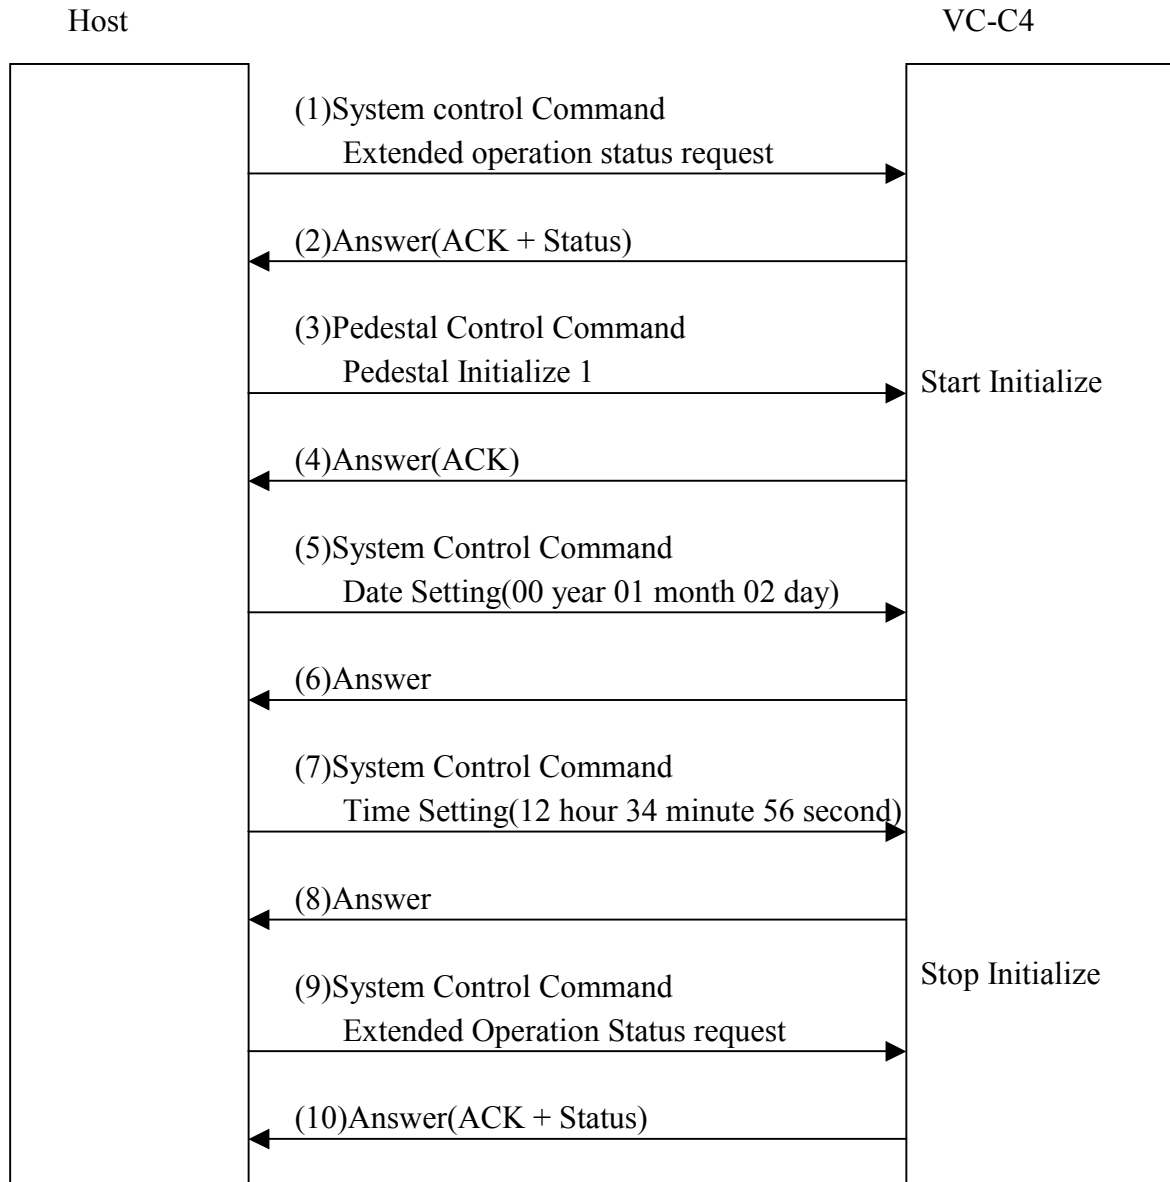 Host
VC-C4
(1)System control Command
Extended operation status request
(2)Answer(ACK + Status)
(3)Pedestal Control Command
Pedestal Initialize 1
Start Initialize
(4)Answer(ACK)
(5)System Control Command
Date Setting(00 year 01 month 02 day)
(6)Answer
(7)System Control Command
Time Setting(12 hour 34 minute 56 second)
(8)Answer
Stop Initialize
(9)System Control Command
Extended Operation Status request
(10)Answer(ACK + Status)